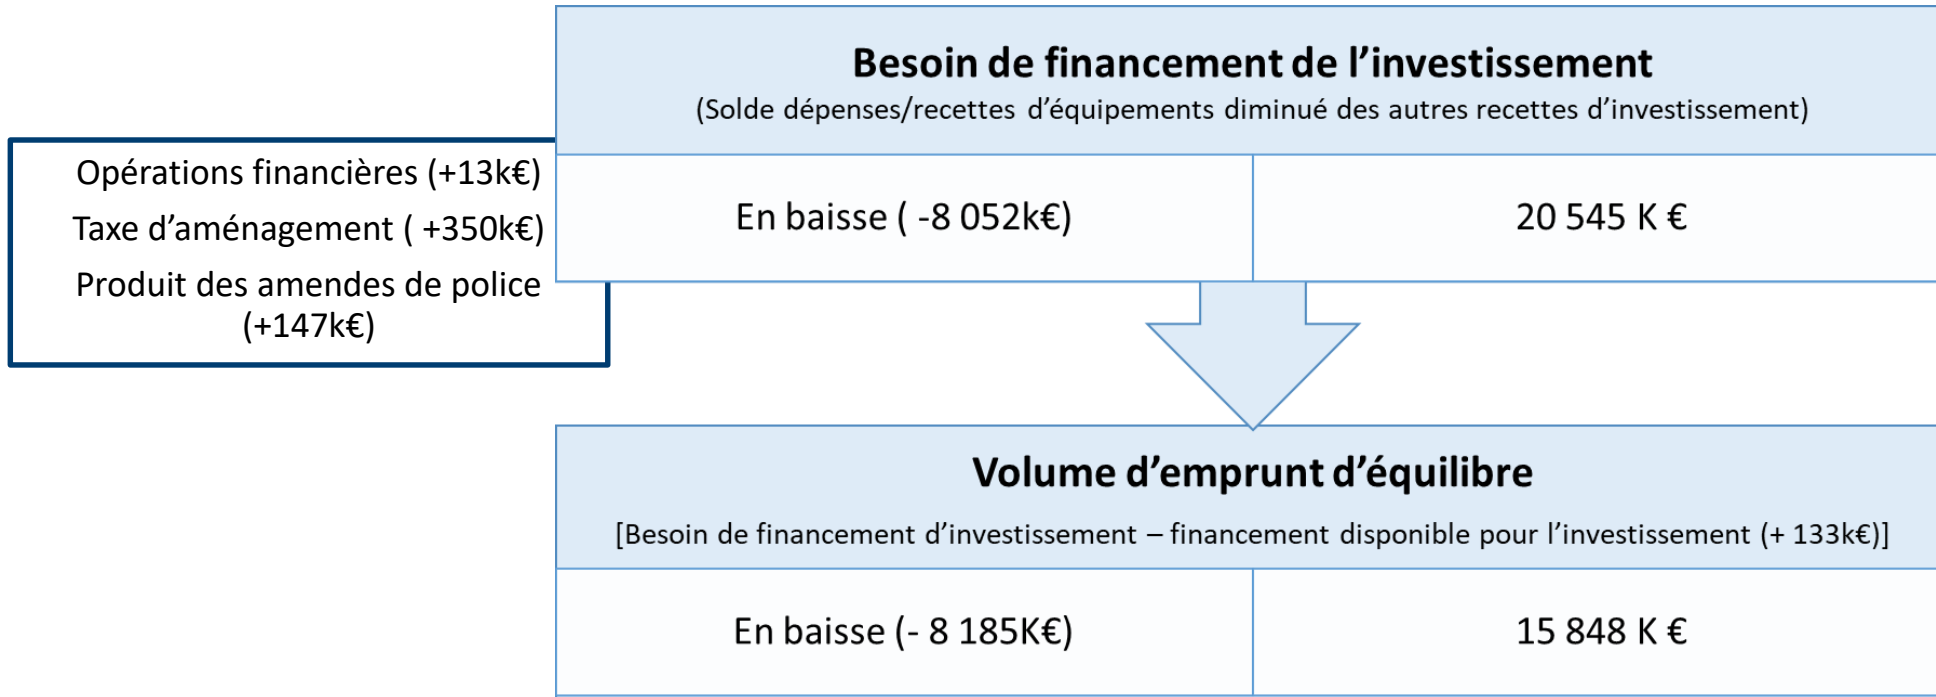 Besoin de financement de l’investissement
(Solde dépenses/recettes d’équipements diminué des autres recettes d’investissement)
Opérations financières (+13k€)
Taxe d’aménagement ( +350k€)
Produit des amendes de police
(+147k€)
En baisse ( -8 052k€)
20 545 K €
Volume d’emprunt d’équilibre
[Besoin de financement d’investissement – financement disponible pour l’investissement (+ 133k€)]
En baisse (- 8 185K€)
15 848 K €